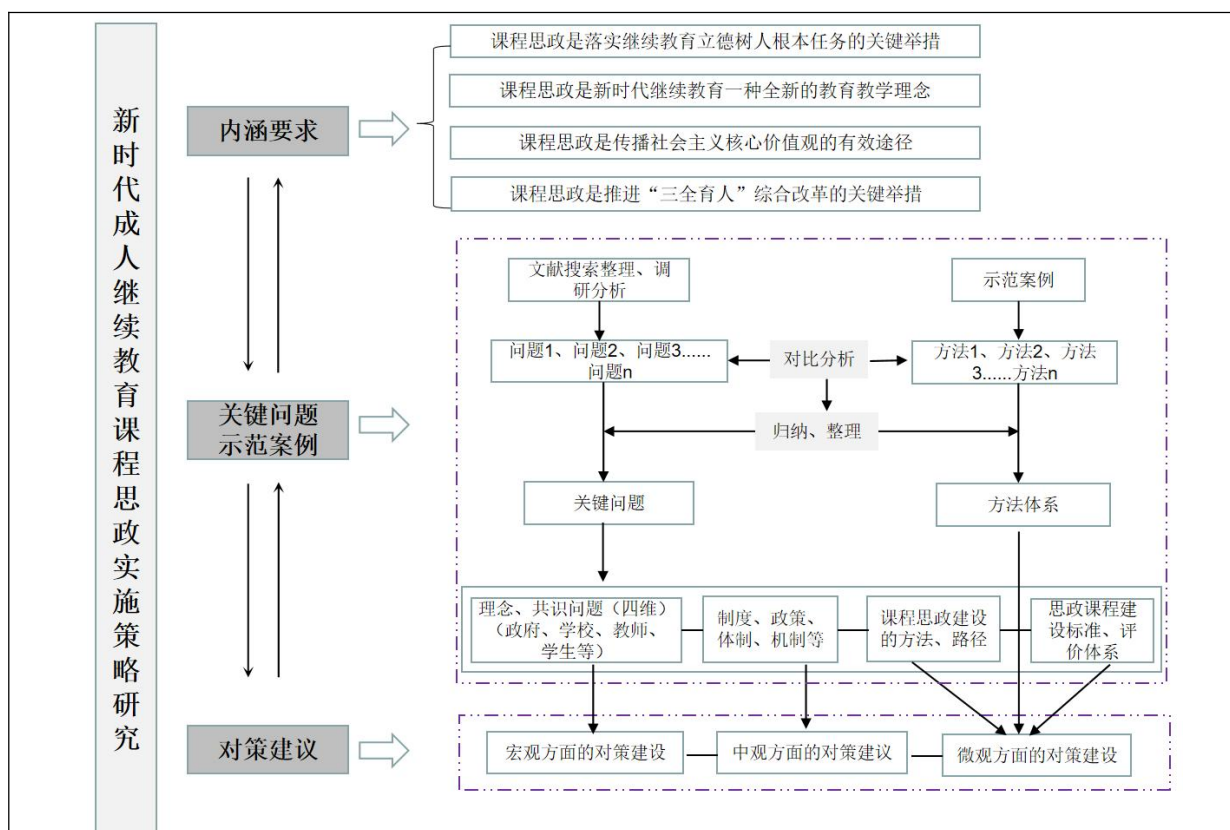 新时代成人继续教育课程思政实施策略研究
内涵要求
课程思政是落实继续教育立德树人根本任务的关键举措
课程思政是新时代继续教育一种全新的教育教学理念
课程思政是传播社会主义核心价值观的有效途径
课程思政是推进“三全育人”综合改革的关键举措
关键问题
示范案例
文献搜索整理、调
研分析
示范案例
问题1、问题2、问题3......
问题n
对比分析
方法1、方法2、方法
3......方法n
归纳、整理
关键问题
方法体系
理念、共识问题（四维）
（政府、学校、教师、
学生等）
制度、政策、
体制、机制等
课程思政建设
的方法、路径
思政课程建
设标准、评
价体系
对策建议
宏观方面的对策建设
中观方面的对策建议
微观方面的对策建设